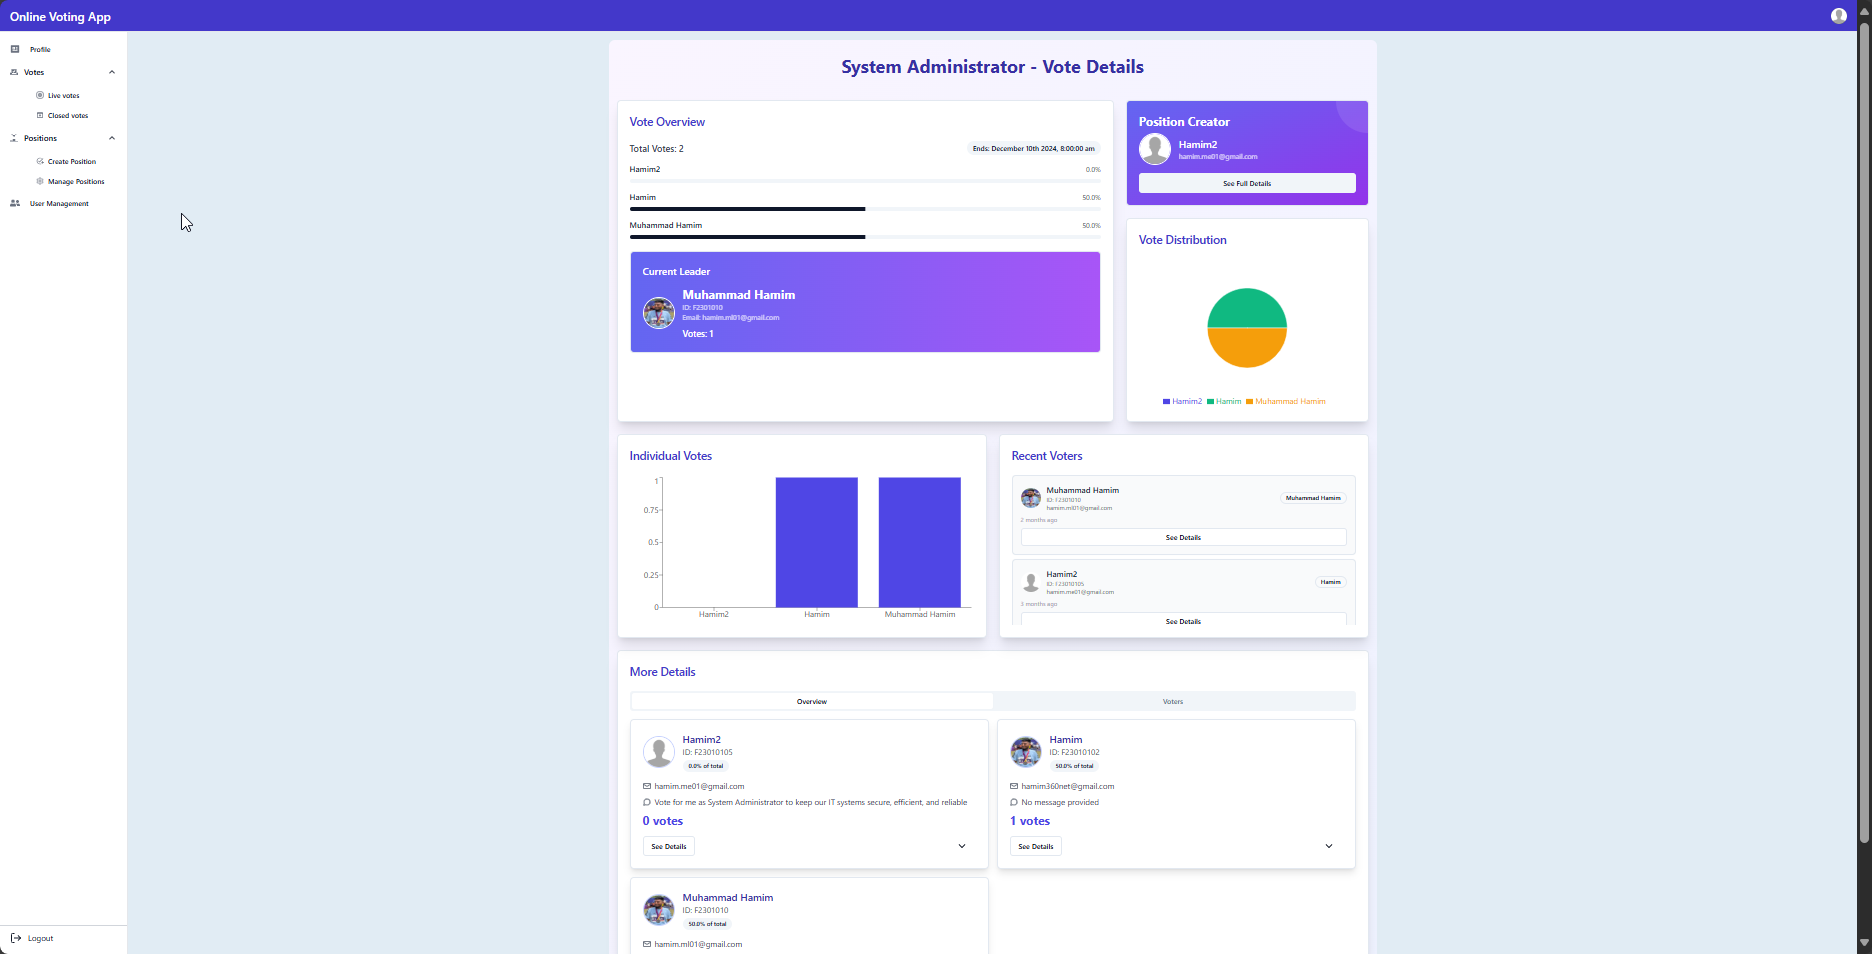 Online Voting App
Profile
Votes
Live votes
Closed votes
Positions
Create Position
Manage Positions
User Management
Logout
System Administrator - Vote Details
Vote Overview
Total Votes: 2
Ends: December 10th 2024, 8:00:00 am
Hamim2
0.0%
Hamim
50.0%
Muhammad Hamim
50.0%
Current Leader
Muhammad Hamim
ID: F2301010
Email: hamim.ml01@gmail.com
Votes: 1
Position Creator
Hamim2
hamim.me01@gmail.com
See Full Details
Vote Distribution
Hamim2 Hamim Muhammad Hamim
Individual Votes
1
0.75
0.5
0.25
0
Hamim2 Hamim Muhammad Hamim
Recent Voters
Muhammad Hamim
ID: F2301010
hamim.ml01@gmail.com
Muhammad Hamim
2 months ago
See Details
Hamim2
ID: F23010105
hamim.me01@gmail.com
Hamim
3 months ago
See Details
More Details
Overview
Voters
Hamim2
ID: F23010105
0.0% of total
hamim.me01@gmail.com
Vote for me as System Administrator to keep our IT systems secure, efficient, and reliable
0 votes
See Details
Hamim
ID: F23010102
50.0% of total
hamim360net@gmail.com
No message provided
1 votes
See Details
Muhammad Hamim
ID: F2301010
50.0% of total
hamim.ml01@gmail.com